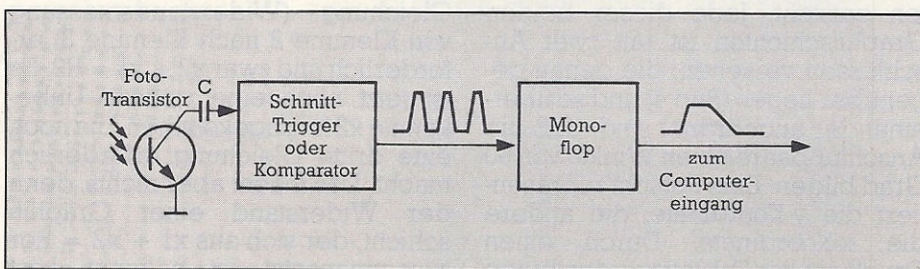 Foto-
Transistor
C
Schmitt-
Trigger
oder
Komparator
Mono-
flop
zum
Computer-
eingang